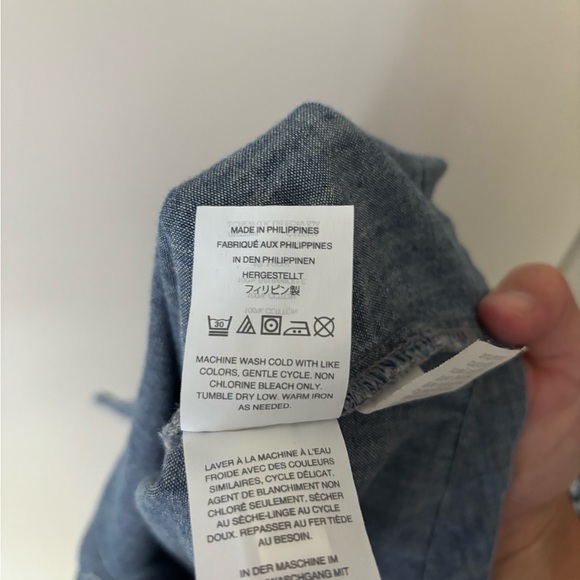 MADE IN PHILIPPINES
FABRIQUÉ AUX PHILIPPINES
IN DEN PHILIPPINEN
HERGESTELLT
フィリピン製
30
MACHINE WASH COLD WITH LIKE
COLORS, GENTLE CYCLE. NON
CHLORINE BLEACH ONLY.
TUMBLE DRY LOW. WARM IRON
AS NEEDED.
LAVER À LA MACHINE À L'EAU
FROIDE AVEC DES COULEURS
SIMILAIRES, CYCLE DÉLICAT.
AGENT DE BLANCHIMENT NON
CHLORÉ SEULEMENT. SÉCHER
AU SÈCHE-LINGE AU CYCLE
DOUX. REPASSER AU FER TIÈDE
AU BESOIN.
IN DER MASCHINE IM
MIT